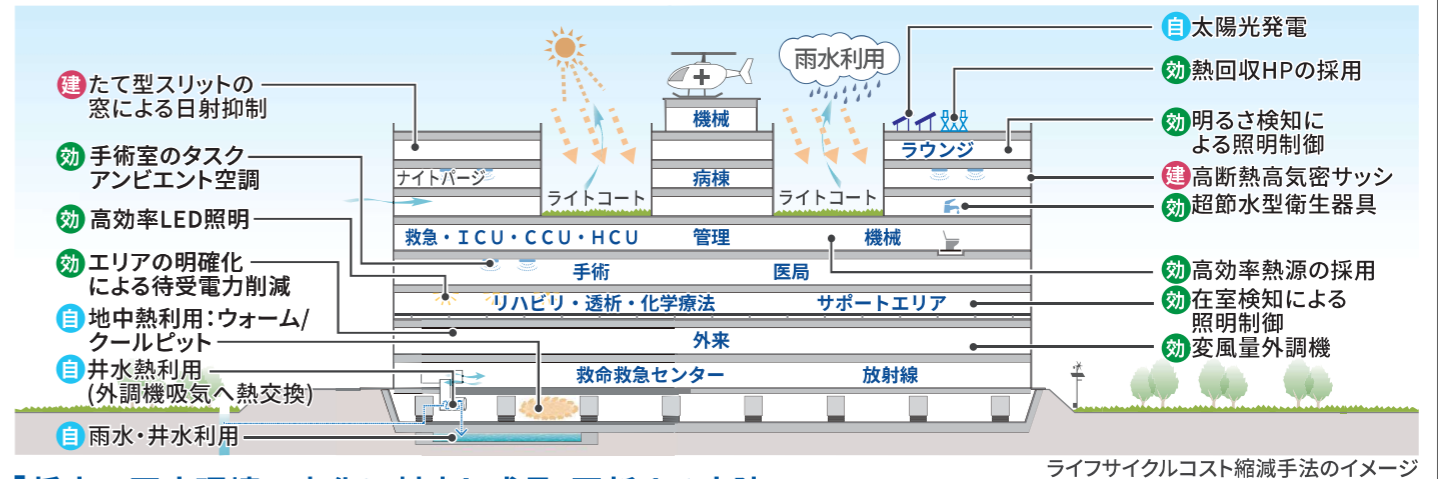 建 たて型スリットの
窓による日射抑制
効 手術室のタスク
アンビエント空調
効 高効率LED照明
効 エリアの明確化
による待受電力削減
自 地中熱利用：ウォーム/
クールピット
自 井水熱利用
(外調機吸気へ熱交換)
自 雨水・井水利用
雨水利用
機械
ラウンジ
ナイトパージ
病棟
ライトコート
ライトコート
救急・ICU・CCU・HCU
管理
機械
手術
医局
リハビリ・透析・化学療法
サポートエリア
外来
救命救急センター
放射線
自 太陽光発電
効 熱回収HPの採用
効 明るさ検知に
よる照明制御
建 高断熱高気密サッシ
効 超節水型衛生器具
効 高効率熱源の採用
効 在室検知による
照明制御
効 変風量外調機
ライフサイクルコスト縮減手法のイメージ